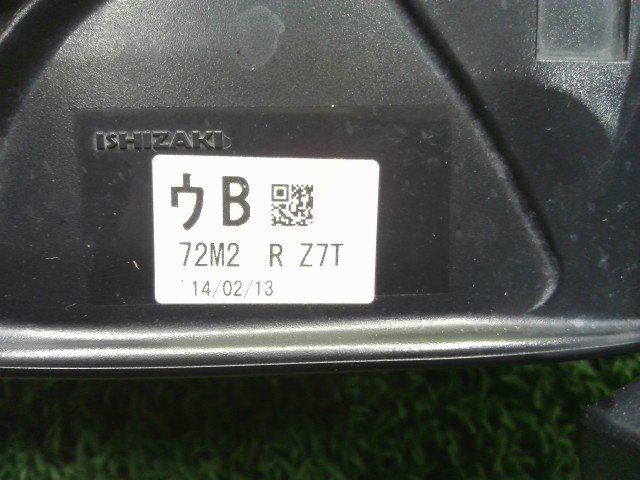 ISHIZAKI
ウB
72M2 R Z7T
'14/02/13